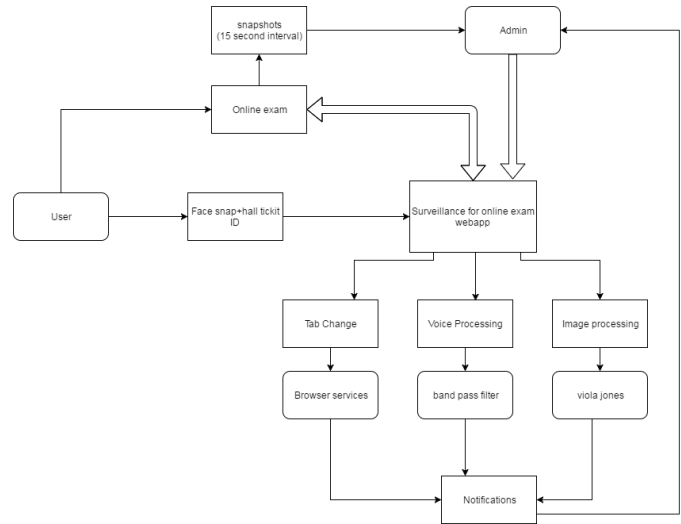 snapshots
(15 second interval)
Admin
Online exam
User
Face snap+hall tickit
ID
Surveillance for online exam
webapp
Tab Change
Voice Processing
Image processing
Browser services
band pass filter
viola jones
Notifications